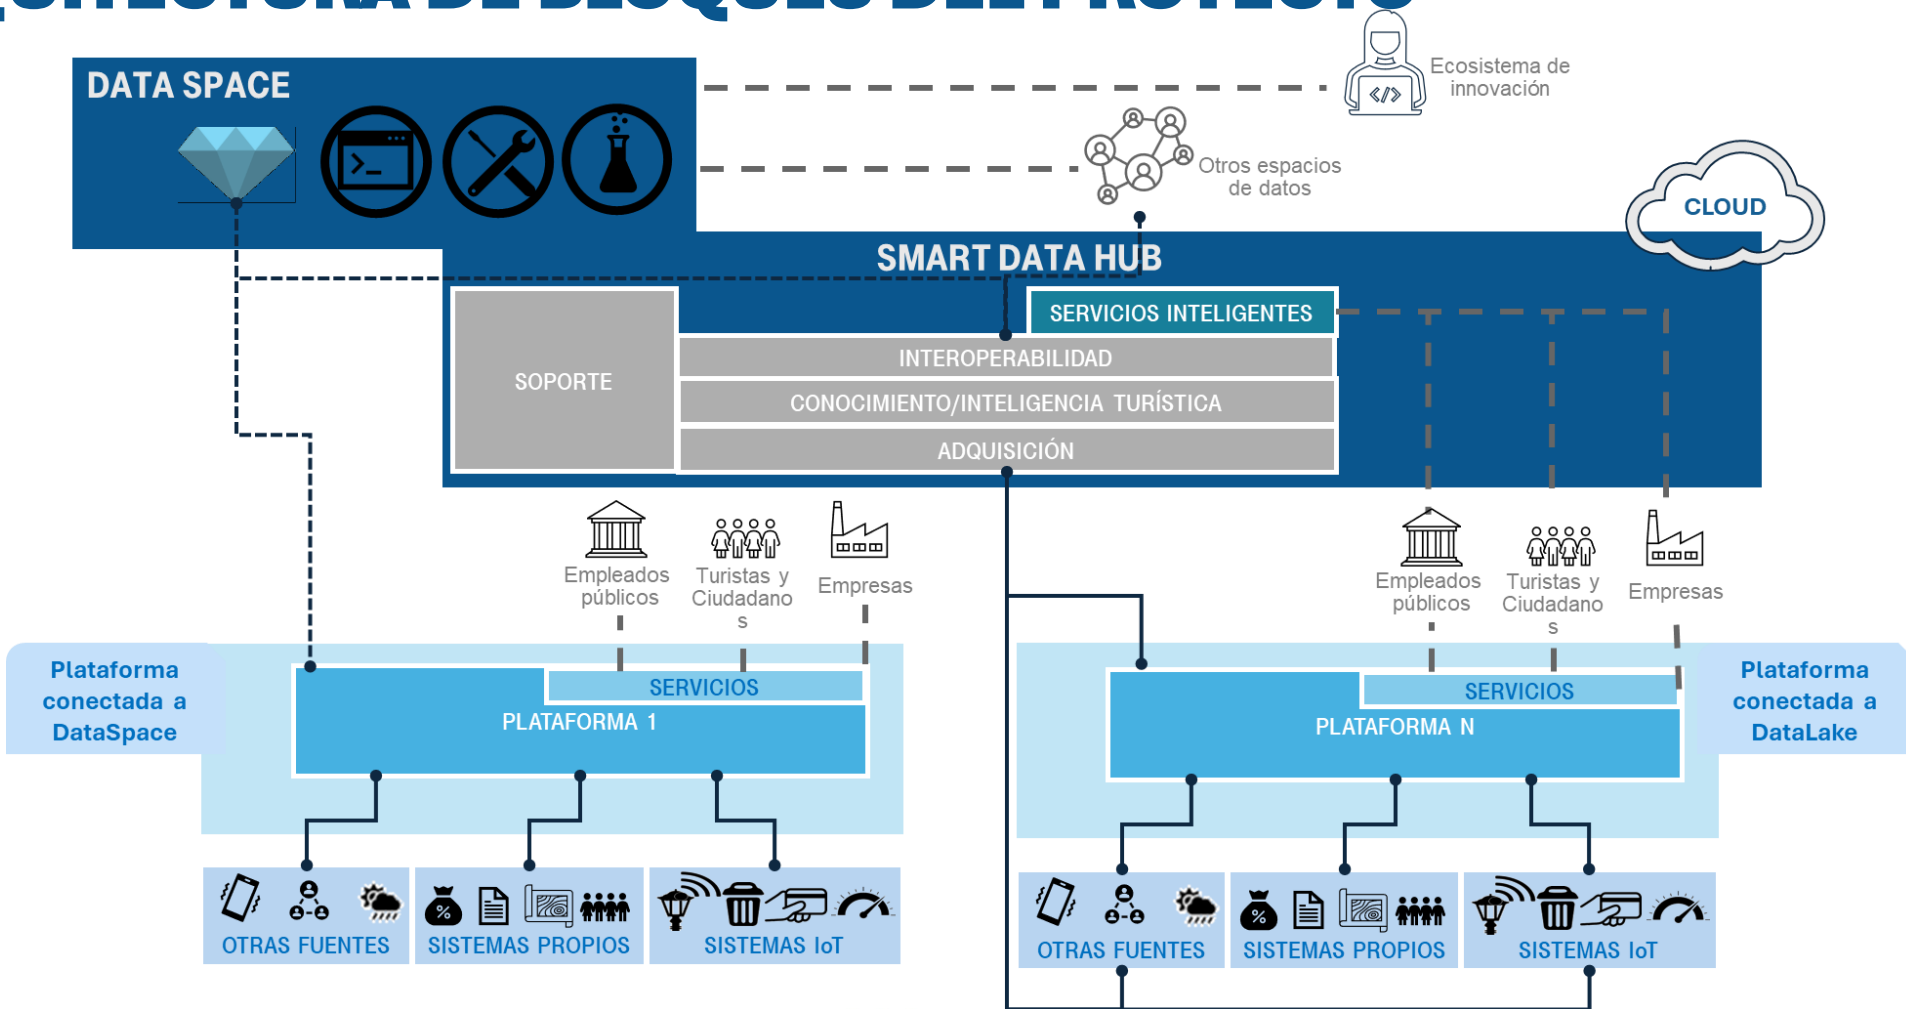 DATA SPACE
Ecosistema de
innovación
Otros espacios
de datos
CLOUD
SMART DATA HUB
SERVICIOS INTELIGENTES
INTEROPERABILIDAD
SOPORTE
CONOCIMIENTO/INTELIGENCIA TURÍSTICA
ADQUISICIÓN
Empleados
públicos
Turistas y
Ciudadano
s
Empresas
Empleados
públicos
Turistas y
Ciudadano
s
Empresas
Plataforma
conectada a
DataSpace
SERVICIOS
PLATAFORMA 1
SERVICIOS
PLATAFORMA N
Plataforma
conectada a
DataLake
OTRAS FUENTES
%
SISTEMAS PROPIOS
SISTEMAS IoT
OTRAS FUENTES
%
SISTEMAS PROPIOS
SISTEMAS IoT